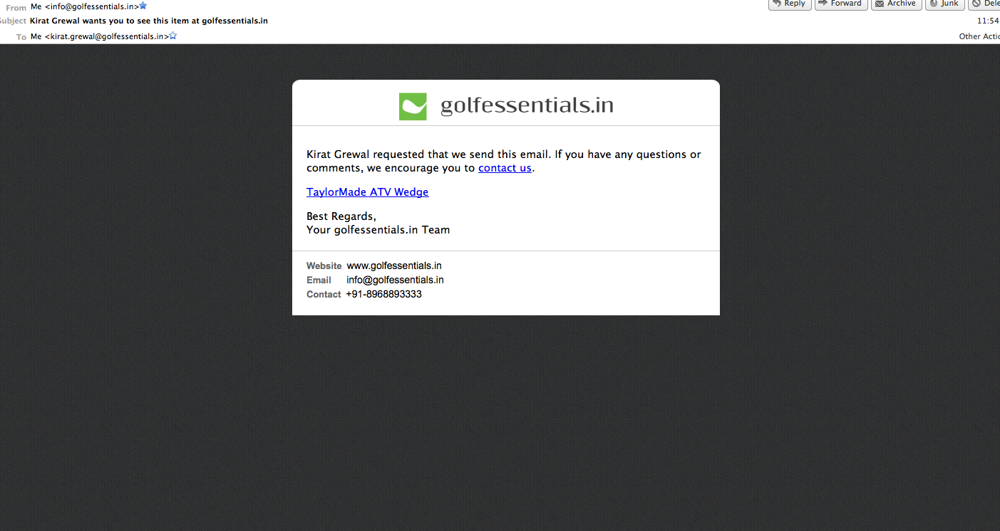 From Me <info@golfessentials.in>
Reply Forward Archive Junk
Subject Kirat Grewal wants you to see this item at golfessentials.in
11:54
To Me <kirat.grewal@golfessentials.in>
Other
golfessentials.in
Kirat Grewal requested that we send this email. If you have any questions or
comments, we encourage you to contact us.
TaylorMade ATV Wedge
Best Regards,
Your golfessentials.in Team
Website www.golfessentials.in
Email info@golfessentials.in
Contact +91-8968893333